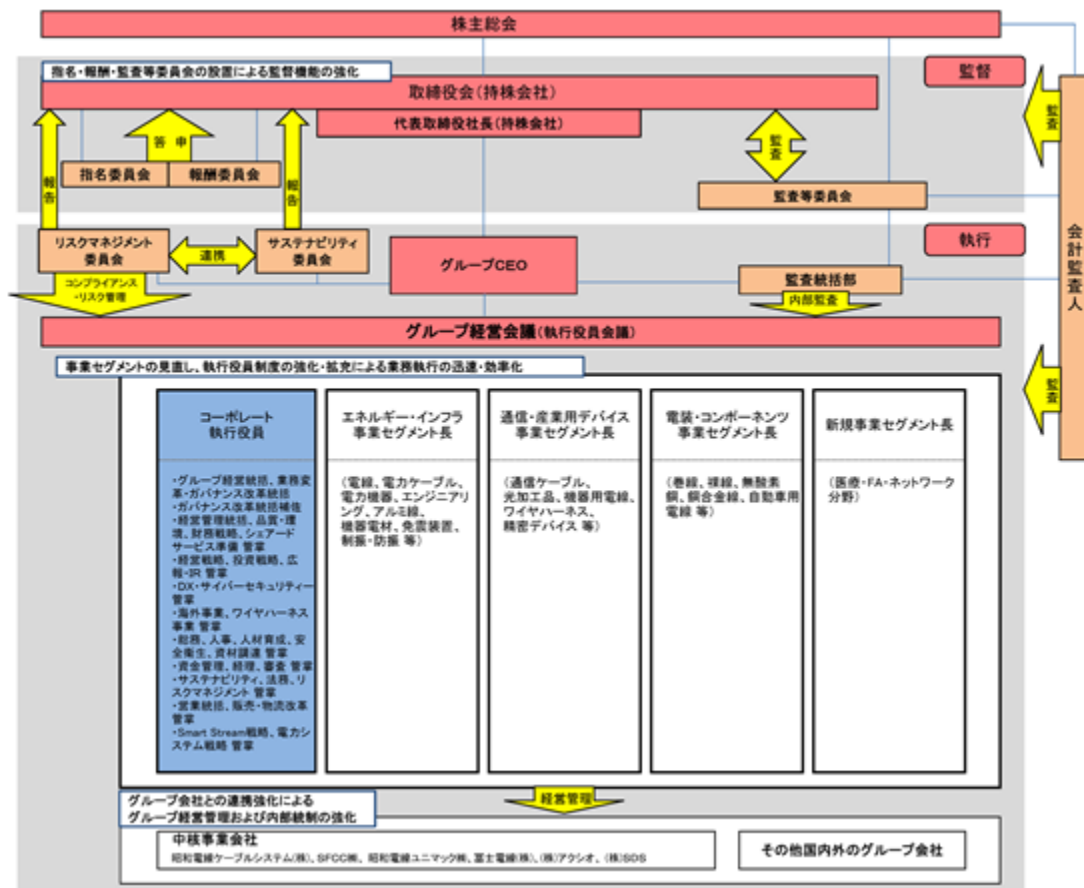 株主総会
指名・報酬・監査等委員会の設置による監督機能の強化
監督
取締役会(持株会社)
代表取締役社長(持株会社)
答 申
監査
監査
報告
報告
指名委員会
報酬委員会
監査等委員会
会計監査人
リスクマネジメント
委員会
連携
サステナビリティ
委員会
グループCEO
執行
監査統括部
コンプライアンス
・リスク管理
内部監査
グループ経営会議(執行役員会議)
事業セグメントの見直し、執行役員制度の強化・拡充による業務執行の迅速・効率化
監査
コーポレート
執行役員
・グループ経営統括、業務変
革・ガバナンス改革統括
・ガバナンス改革統括補佐
・経営管理統括、品質・環
境、財務戦略、シェアード
サービス準備 管掌
・経営戦略、投資戦略、広
報・IR 管掌
・DX・サイバーセキュリティー
管掌
・海外事業、ワイヤハーネス
事業 管掌
・総務、人事、人材育成、安
全衛生、資材調達 管掌
・資金管理、経理、審査 管掌
・サステナビリティ、法務、リ
スクマネジメント 管掌
・営業統括、販売・物流改革
管掌
・Smart Stream戦略、電力シ
ステム戦略 管掌
エネルギー・インフラ
事業セグメント長
(電線、電力ケーブル、
電力機器、エンジニアリ
ング、アルミ線、
機器電材、免震装置、
制振・防振 等)
通信・産業用デバイス
事業セグメント長
(通信ケーブル、
光加工品、機器用電線、
ワイヤハーネス、
精密デバイス 等)
電装・コンポーネンツ
事業セグメント長
(巻線、裸線、無酸素
銅、銅合金線、自動車用
電線 等)
新規事業セグメント長
(医療・FA・ネットワーク
分野)
経営管理
グループ会社との連携強化による
グループ経営管理および内部統制の強化
中核事業会社
昭和電線ケーブルシステム(株)、SFCC㈱、昭和電線ユニマック㈱、冨士電線(株)、(株)アクシオ、(株)SDS
その他国内外のグループ会社